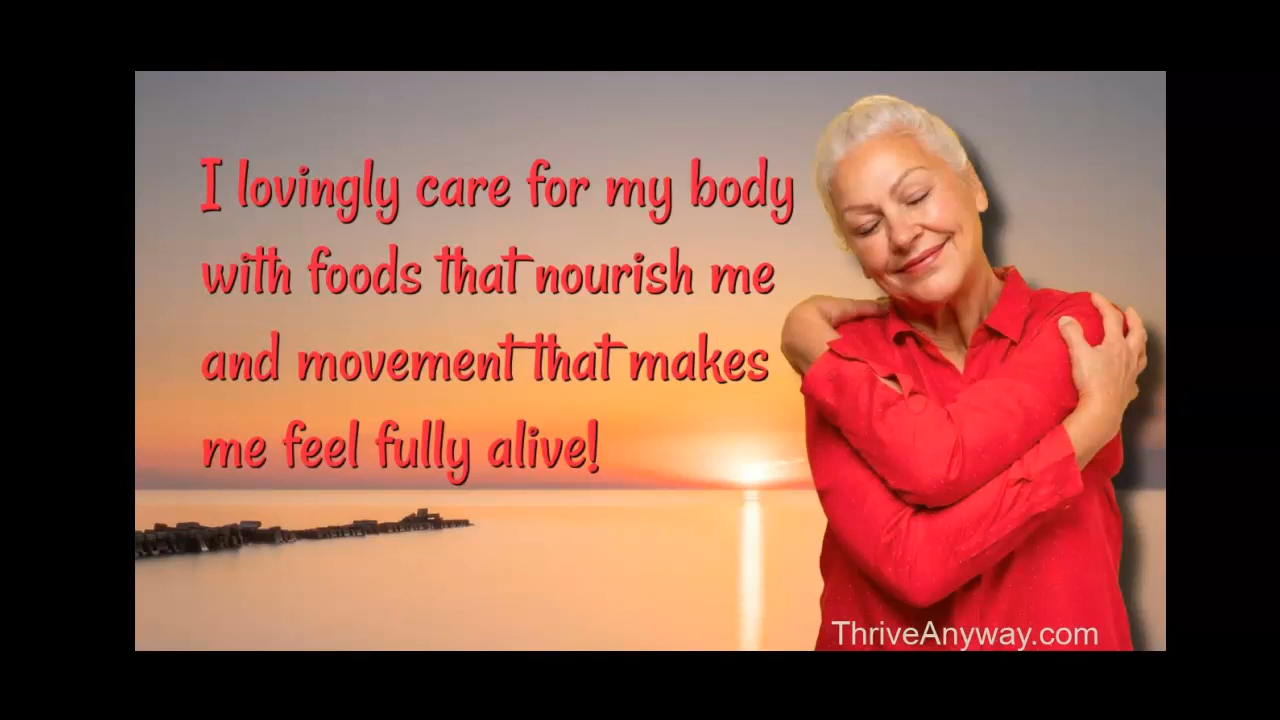 I lovingly care for my body
with foods that nourish me
and movement that makes
me feel fully alive!
ThriveAnyway.com